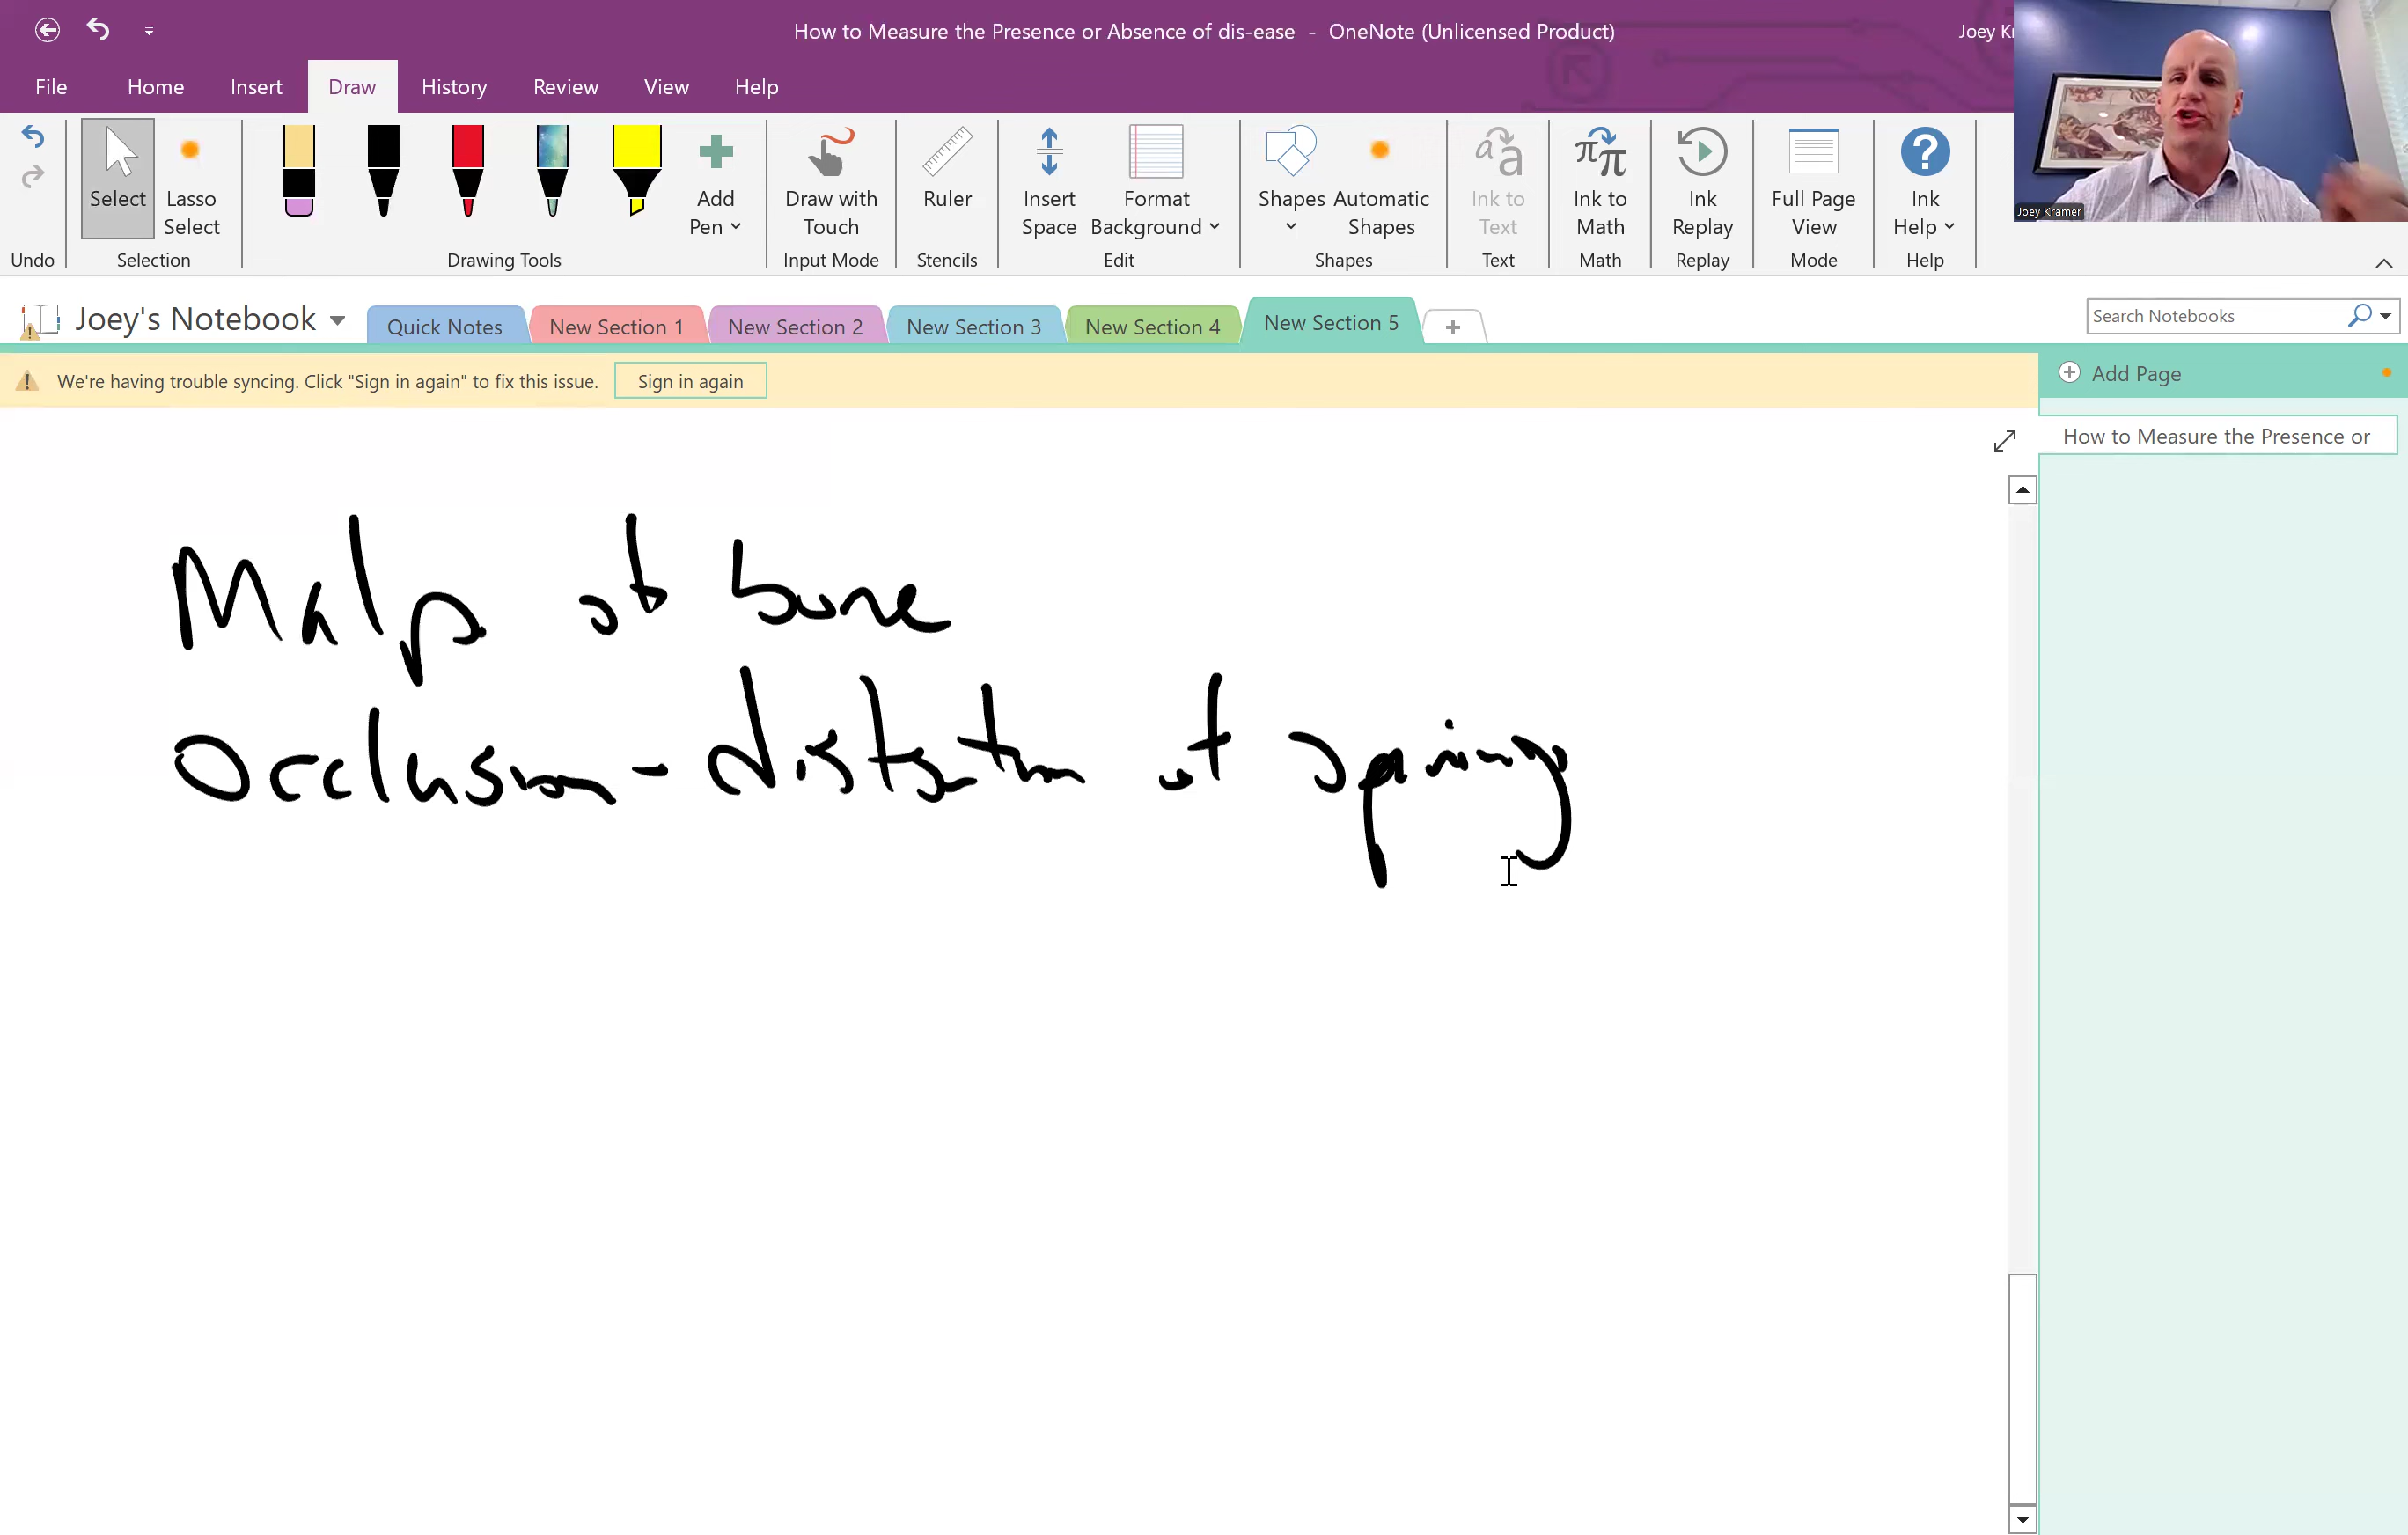 How to Measure the Presence or Absence of dis-ease - OneNote (Unlicensed Product)
Joey Kr
File Home Insert Draw History Review View Help
Select
Lasso Select
Add Pen
Draw with Touch
Ruler
Insert Space
Format Background
Shapes
Automatic Shapes
Ink to Text
Ink to Math
Ink Replay
Full Page View
Ink Help
Joey Kramer
Undo Selection Drawing Tools Input Mode Stencils Edit Shapes Text Math Replay Mode Help
Joey's Notebook Quick Notes New Section 1 New Section 2 New Section 3 New Section 4 New Section 5
Search Notebooks
We're having trouble syncing. Click "Sign in again" to fix this issue. Sign in again
Add Page
How to Measure the Presence or
Malp of bone
Occlusion - distortion of